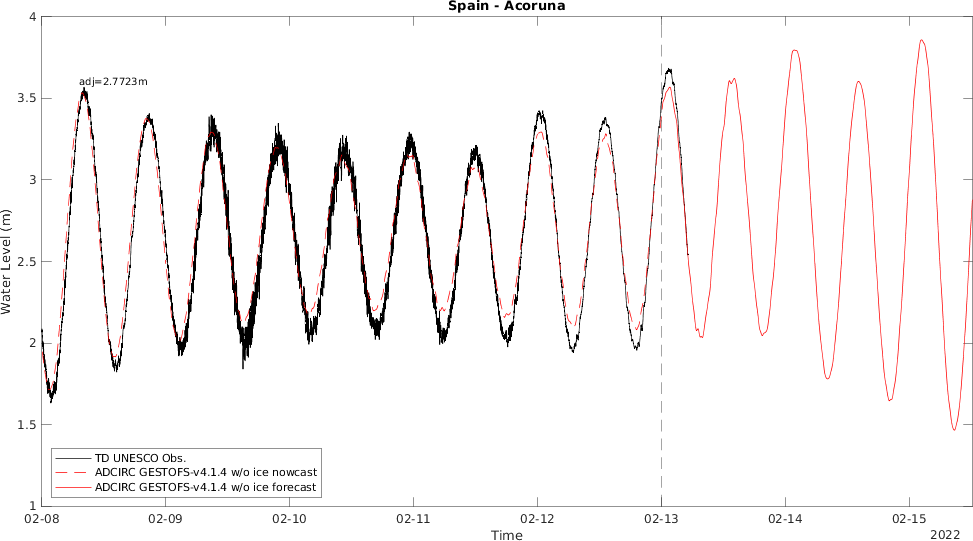 Spain - Acoruna
4
adj=2.7723m
3.5
3
Water Level (m)
2.5
2
1.5
TD UNESCO Obs.
ADCIRC GESTOFS-v4.1.4 w/o ice nowcast
ADCIRC GESTOFS-v4.1.4 w/o ice forecast
1
02-08 02-09 02-10 02-11 02-12 02-13 02-14 02-15
Time
2022